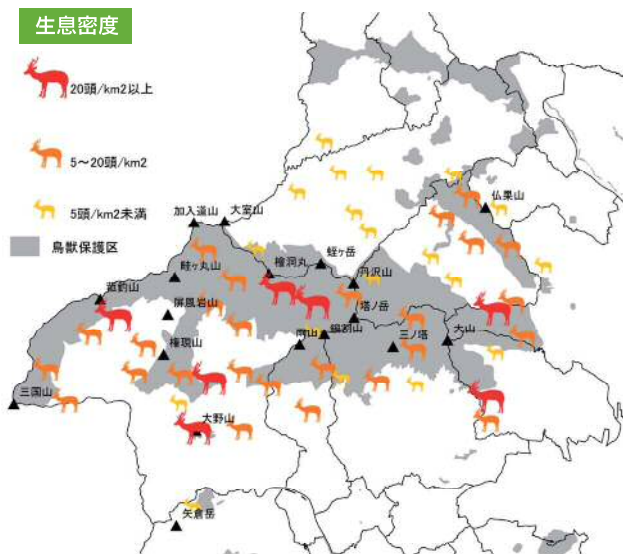 生息密度
20頭/km2以上
5～20頭/km2
5頭/km2未満
鳥獣保護区
仏果山
加入道山
大室山
蛭ヶ岳
檜洞丸
丹沢山
畦ヶ丸山
菰釣山
屏風岩山
塔ノ岳
雨山
鍋割山
三ノ塔
大山
権現山
三国山
大野山
矢倉岳